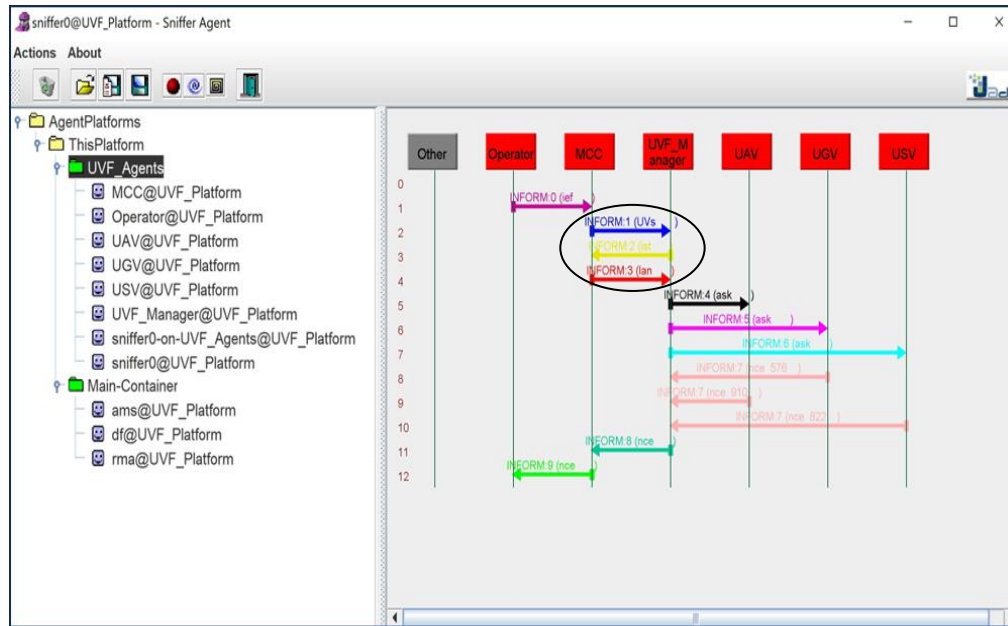 sniffer0@UVF_Platform - Sniffer Agent
Actions About
AgentPlatforms
ThisPlatform
UVF_Agents
MCC@UVF_Platform
Operator@UVF_Platform
UAV@UVF_Platform
UGV@UVF_Platform
USV@UVF_Platform
UVF_Manager@UVF_Platform
sniffer0-on-UVF_Agents@UVF_Platform
sniffer0@UVF_Platform
Main-Container
ams@UVF_Platform
df@UVF_Platform
rma@UVF_Platform
Jad
Other Operator MCC UVF_M UAV UGV USV
anager
0
INFORM:0 (ief )
1
INFORM:1 (UVs )
2
INFORM:2 (ist )
3
INFORM:3 (lan )
4
INFORM:4 (ask )
5
INFORM:5 (ask )
6
INFORM:6 (ask )
7
INFORM:7 (nce 576 )
8
INFORM:7 (nce 910 )
9
INFORM:7 (nce 822 )
10
INFORM:8 (nce )
11
INFORM:9 (nce )
12